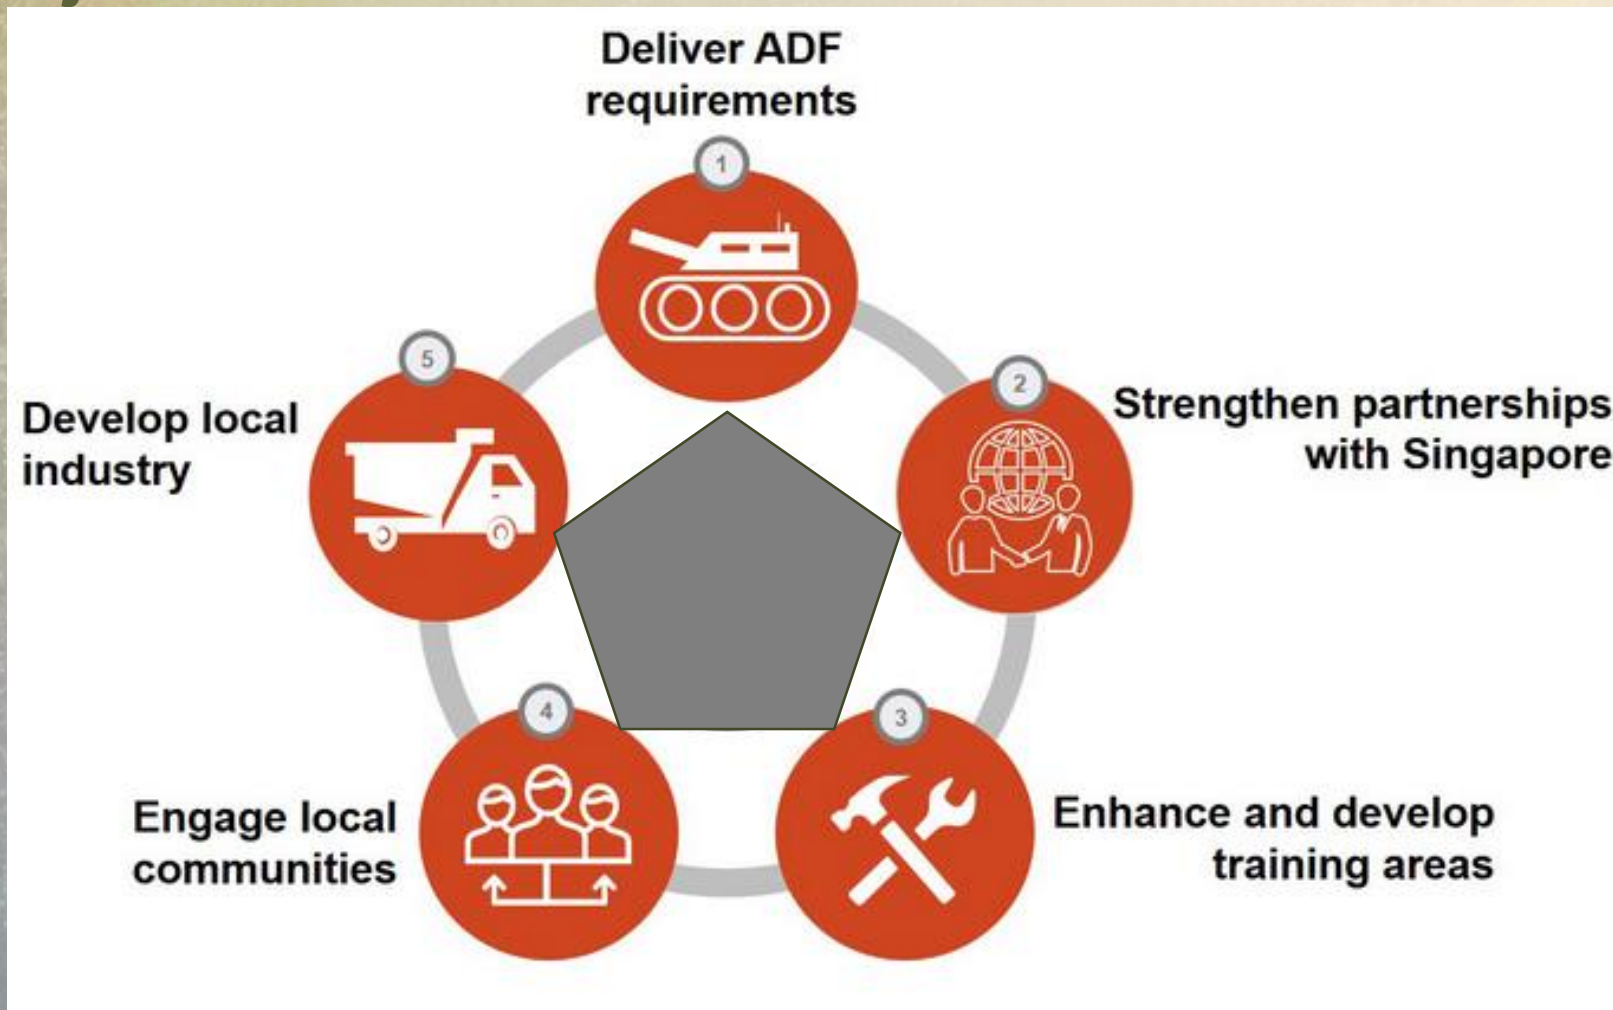 Deliver ADF
requirements
1
2
Strengthen partnerships
with Singapore
3
Enhance and develop
training areas
4
Engage local
communities
5
Develop local
industry